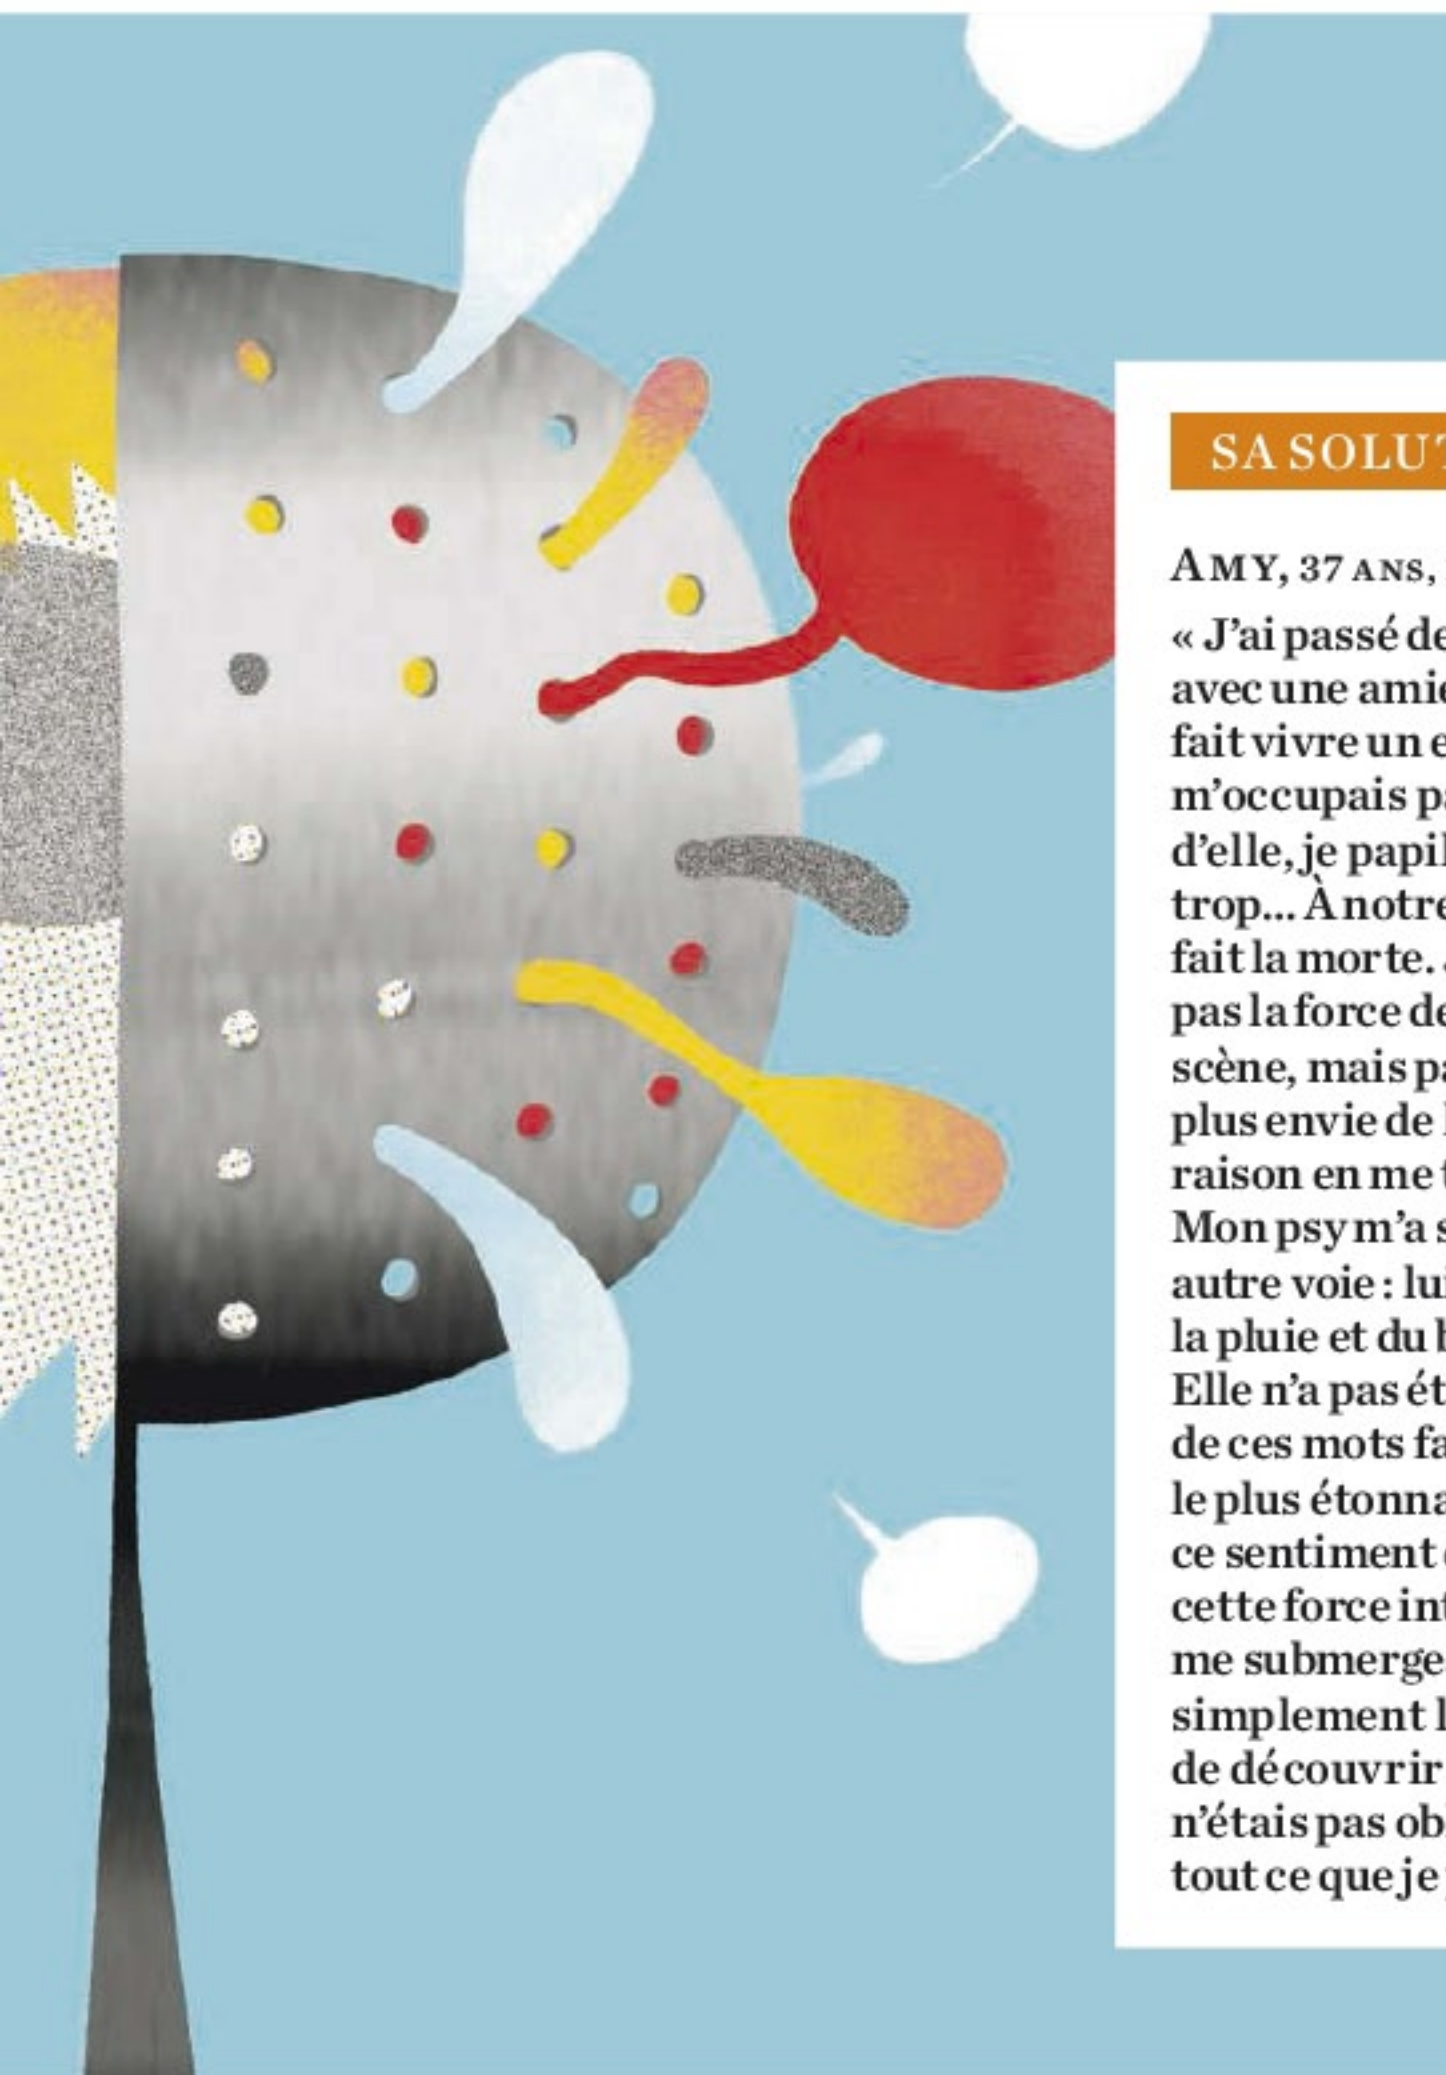 SA SOLUT
AMY, 37 ANS,
« J’ai passé de
avec une amie
fait vivre un e
m’occupais pa
d’elle, je papil
trop... À notre
fait la morte.
pas la force de
scène, mais pa
plus envie de
raison en me t
Mon psy m’a s
autre voie : lui
la pluie et du b
Elle n’a pas ét
de ces mots fa
le plus étonna
ce sentiment
cette force int
me submerge
simplement l
de découvrir
n’étais pas ob
tout ce que je